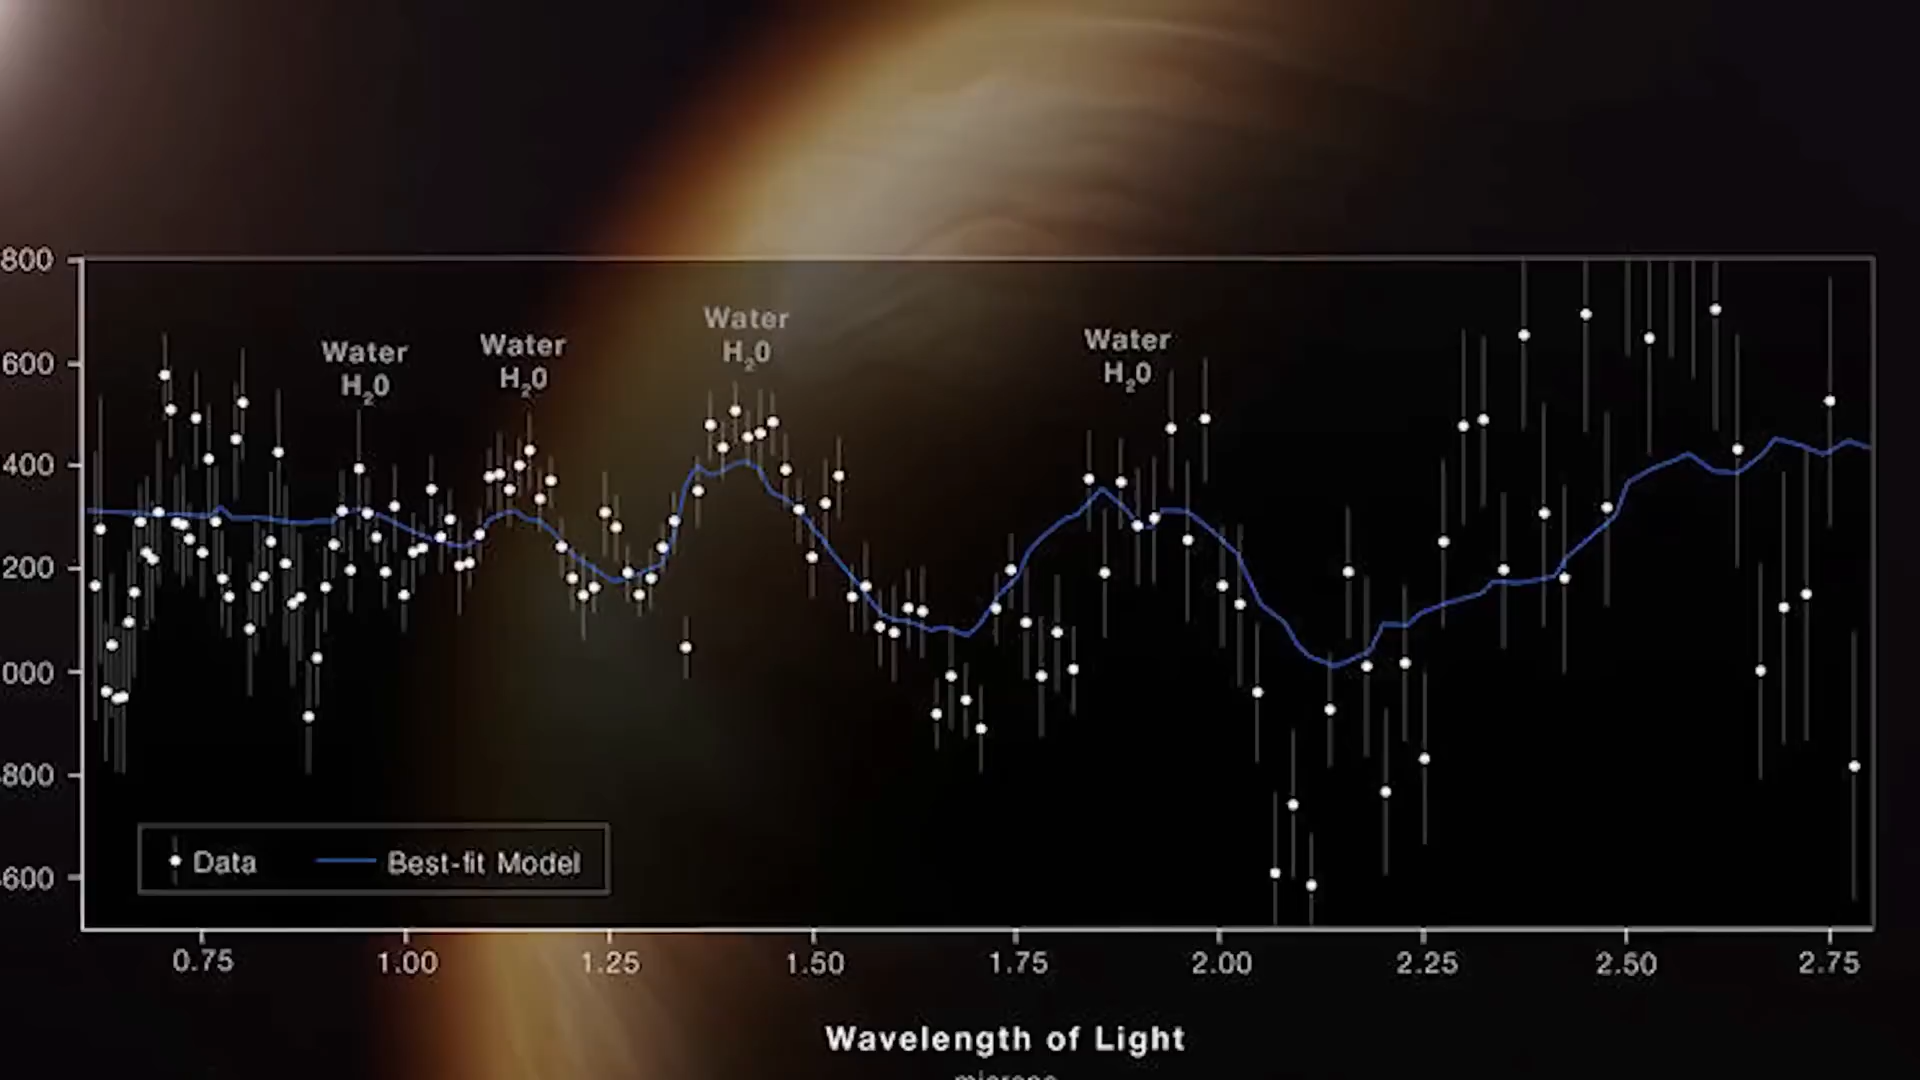 Water
H₂0
Water
H₂0
Water
H₂0
Water
H₂0
800
600
400
200
000
800
600
Data
Best-fit Model
0.75 1.00 1.25 1.50 1.75 2.00 2.25 2.50 2.75
Wavelength of Light